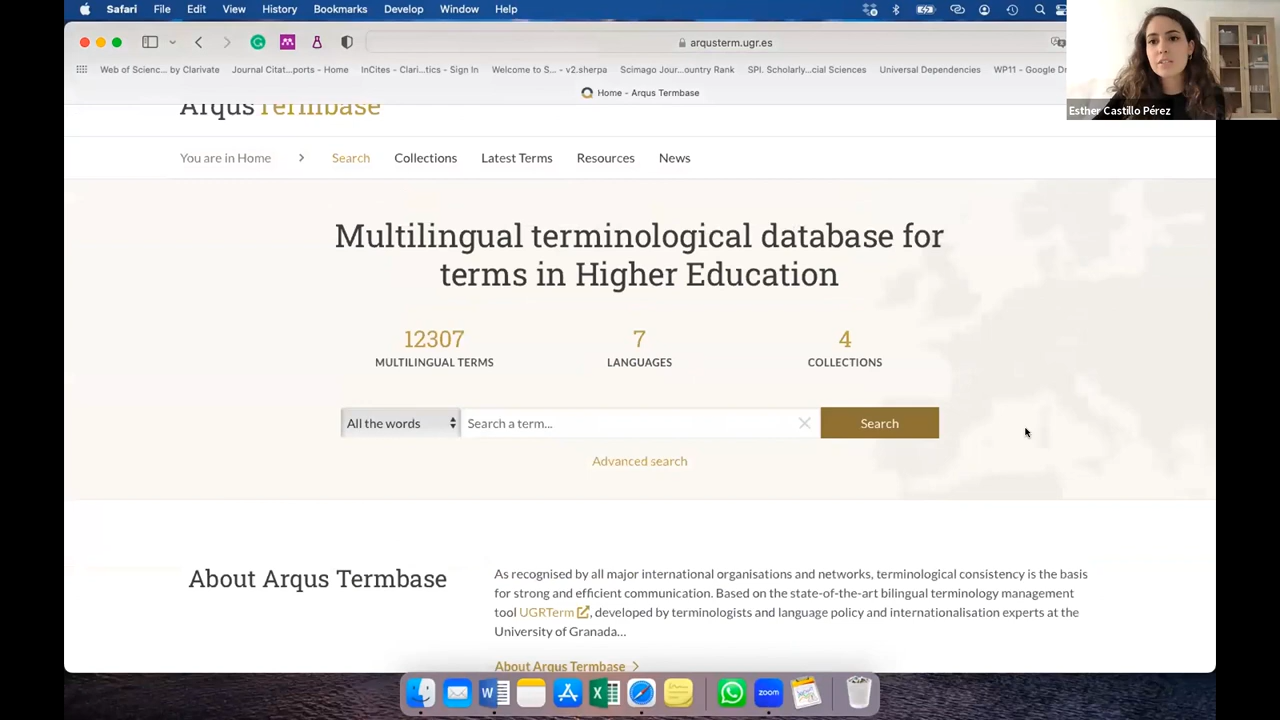 Safari File Edit View History Bookmarks Develop Window Help
arqusterm.ugr.es
Web of Scienc... by Clarivate Journal Citat...ports - Home InCites - Clari...tics - Sign In Welcome to S... - v2.sherpa Scimago Jour...ountry Rank SPI. Scholarly...cial Sciences Universal Dependencies WP11 - Google Dr
Home - Arqus Termbase
Esther Castillo Pérez
Arqus Termbase
You are in Home Search Collections Latest Terms Resources News
Multilingual terminological database for
terms in Higher Education
12307 7 4
MULTILINGUAL TERMS LANGUAGES COLLECTIONS
All the words Search a term... Search
Advanced search
About Arqus Termbase
As recognised by all major international organisations and networks, terminological consistency is the basis
for strong and efficient communication. Based on the state-of-the-art bilingual terminology management
tool UGRTerm, developed by terminologists and language policy and internationalisation experts at the
University of Granada...
About Arqus Termbase
zoom